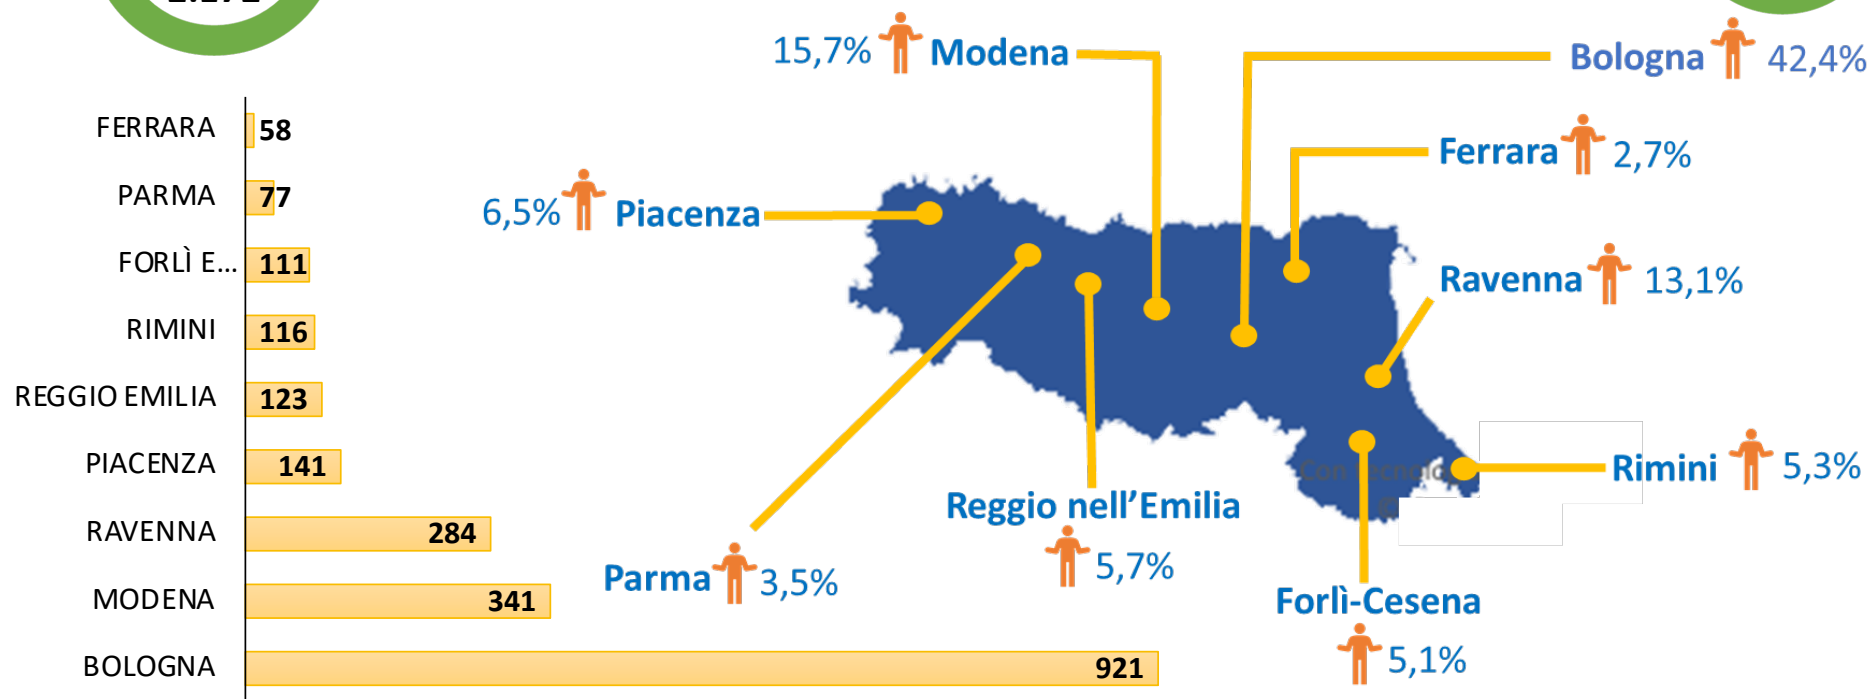 15,7% Modena
Bologna 42,4%
Ferrara 2,7%
6,5% Piacenza
Ravenna 13,1%
Rimini 5,3%
Reggio nell'Emilia
5,7%
Parma 3,5%
Forlì-Cesena
5,1%
FERRARA 58
PARMA 77
FORLÌ E... 111
RIMINI 116
REGGIO EMILIA 123
PIACENZA 141
RAVENNA 284
MODENA 341
BOLOGNA 921